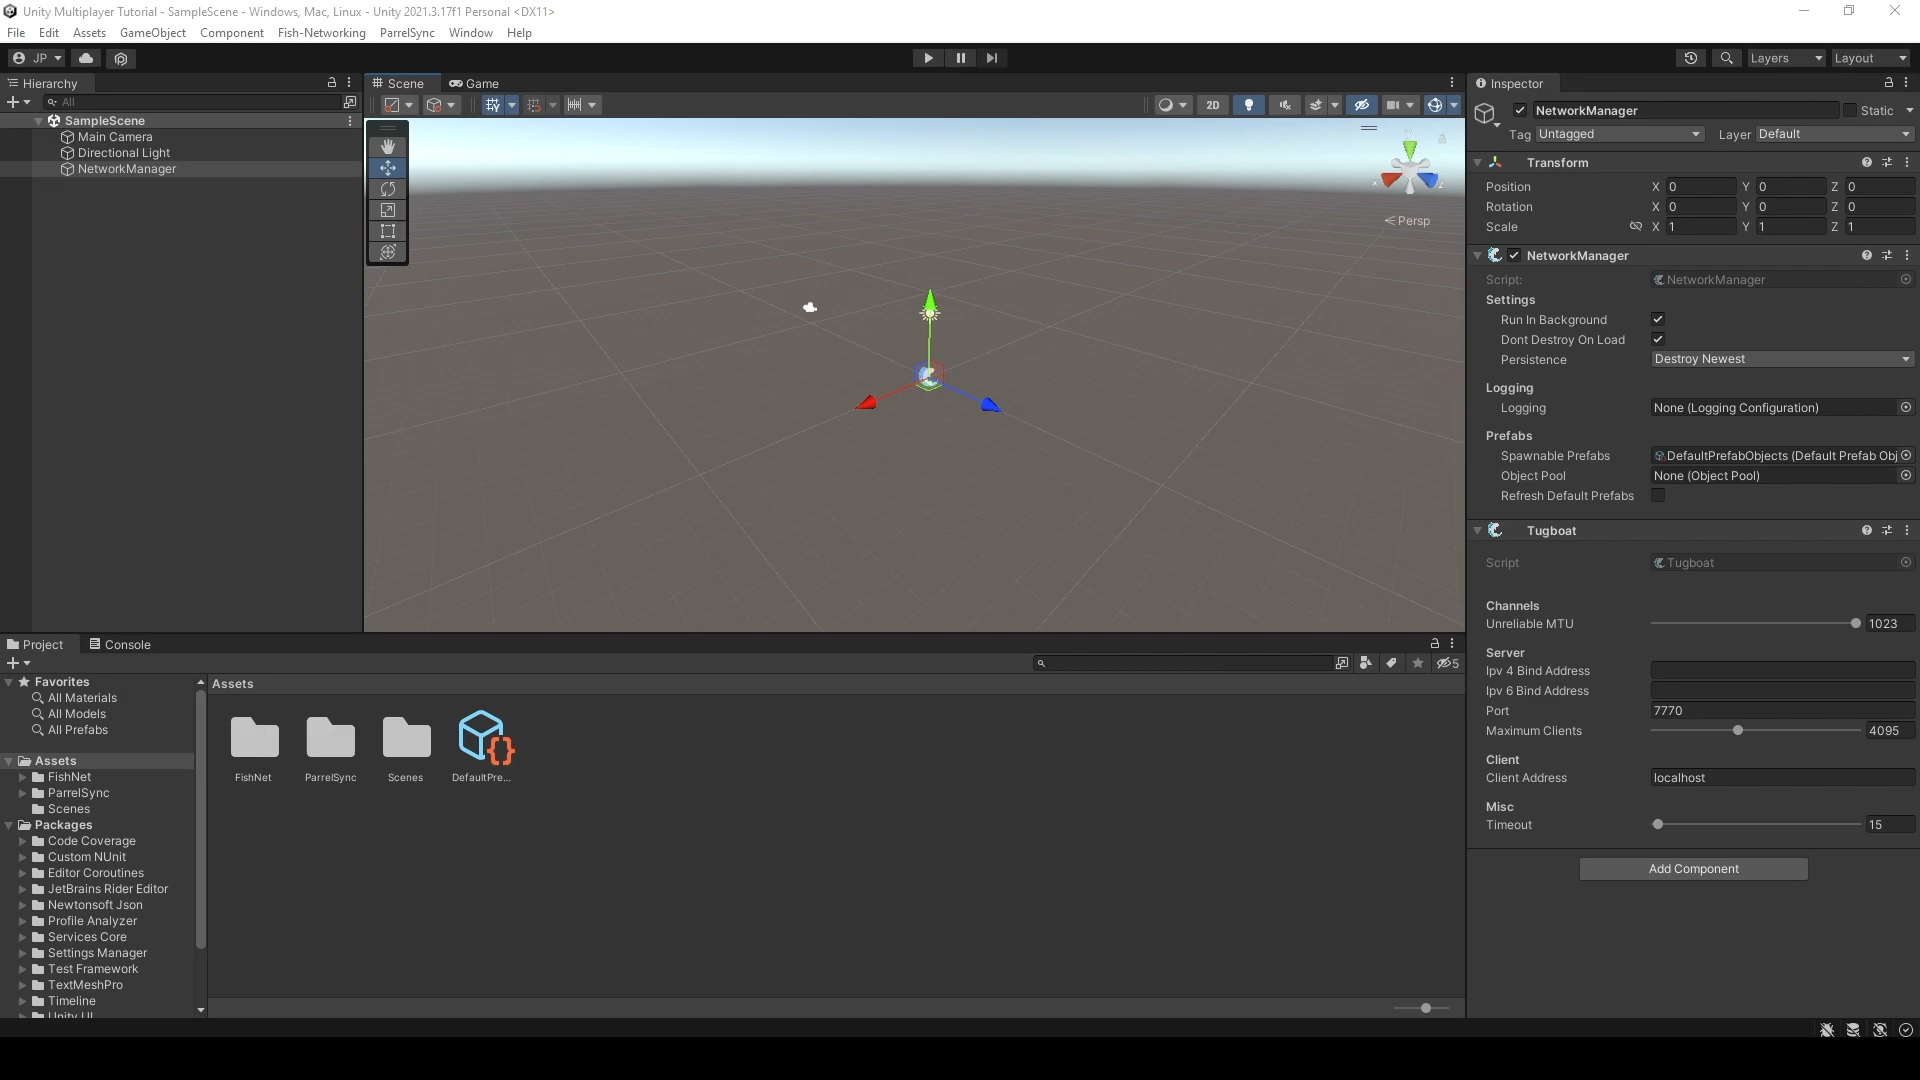 Unity Multiplayer Tutorial - SampleScene - Windows, Mac, Linux - Unity 2021.3.17f1 Personal <DX11>
File Edit Assets GameObject Component Fish-Networking ParrelSync Window Help
JP Layers Layout
Hierarchy
All
SampleScene
Main Camera
Directional Light
NetworkManager
Scene Game
2D
Persp
Inspector
NetworkManager Static
Tag Untagged Layer Default
Transform
Position X 0 Y 0 Z 0
Rotation X 0 Y 0 Z 0
Scale X 1 Y 1 Z 1
NetworkManager
Script: NetworkManager
Settings
Run In Background
Dont Destroy On Load
Persistence Destroy Newest
Logging
Logging None (Logging Configuration)
Prefabs
Spawnable Prefabs DefaultPrefabObjects (Default Prefab Obj
Object Pool None (Object Pool)
Refresh Default Prefabs
Tugboat
Script Tugboat
Channels
Unreliable MTU 1023
Server
Ipv 4 Bind Address
Ipv 6 Bind Address
Port 7770
Maximum Clients 4095
Client
Client Address localhost
Misc
Timeout 15
Add Component
Project Console
5
Favorites
All Materials
All Models
All Prefabs
Assets
FishNet
ParrelSync
Scenes
Packages
Code Coverage
Custom NUnit
Editor Coroutines
JetBrains Rider Editor
Newtonsoft Json
Profile Analyzer
Services Core
Settings Manager
Test Framework
TextMeshPro
Timeline
Unity UI
Assets
FishNet ParrelSync Scenes DefaultPre...